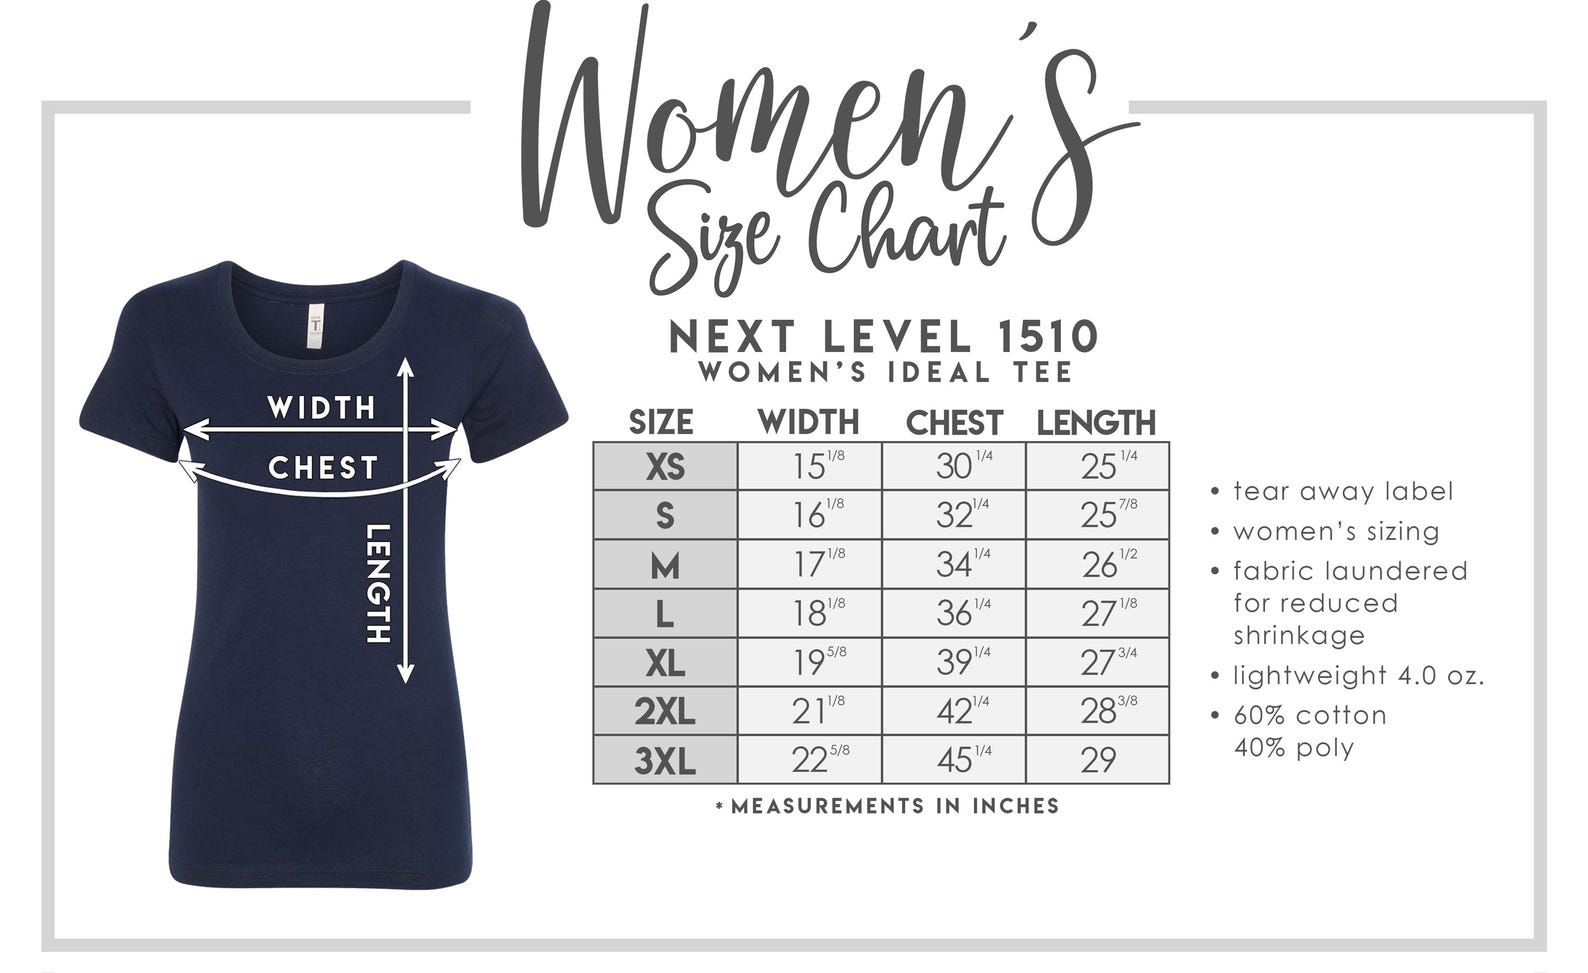 Women's
Size Chart
NEXT LEVEL 1510
WOMEN'S IDEAL TEE
WIDTH
CHEST
LENGTH
SIZE WIDTH CHEST LENGTH
XS 15 1/8 30 1/4 25 1/4
S 16 1/8 32 1/4 25 7/8
M 17 1/8 34 1/4 26 1/2
L 18 1/8 36 1/4 27 1/8
XL 19 5/8 39 1/4 27 3/4
2XL 21 1/8 42 1/4 28 3/8
3XL 22 5/8 45 1/4 29
* MEASUREMENTS IN INCHES
• tear away label
• women's sizing
• fabric laundered
for reduced
shrinkage
• lightweight 4.0 oz.
• 60% cotton
40% poly